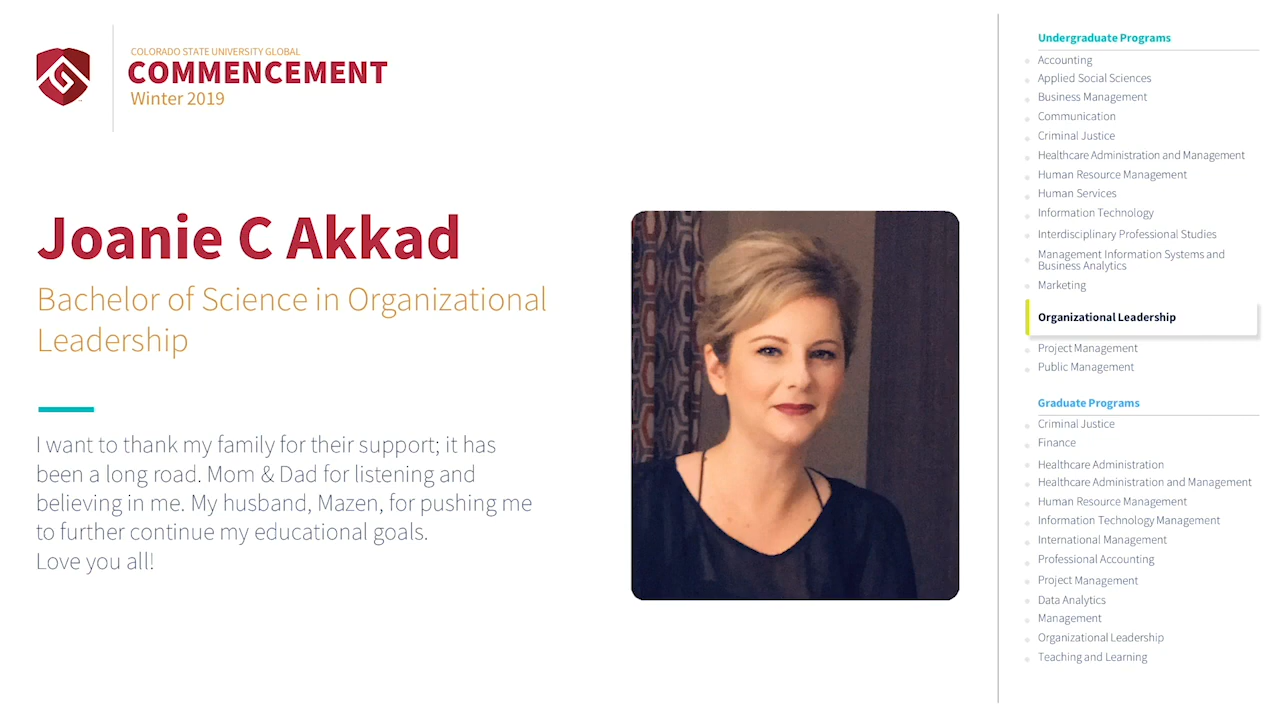 COLORADO STATE UNIVERSITY GLOBAL
COMMENCEMENT
Winter 2019
Joanie C Akkad
Bachelor of Science in Organizational
Leadership
I want to thank my family for their support; it has
been a long road. Mom & Dad for listening and
believing in me. My husband, Mazen, for pushing me
to further continue my educational goals.
Love you all!
Undergraduate Programs
Accounting
Applied Social Sciences
Business Management
Communication
Criminal Justice
Healthcare Administration and Management
Human Resource Management
Human Services
Information Technology
Interdisciplinary Professional Studies
Management Information Systems and
Business Analytics
Marketing
Organizational Leadership
Project Management
Public Management
Graduate Programs
Criminal Justice
Finance
Healthcare Administration
Healthcare Administration and Management
Human Resource Management
Information Technology Management
International Management
Professional Accounting
Project Management
Data Analytics
Management
Organizational Leadership
Teaching and Learning